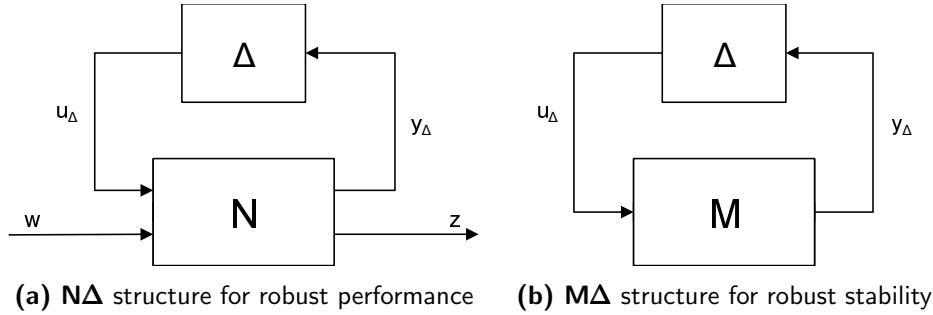 Δ
Δ
u_Δ
y_Δ
u_Δ
y_Δ
N
M
w
z
(a) NΔ structure for robust performance
(b) MΔ structure for robust stability